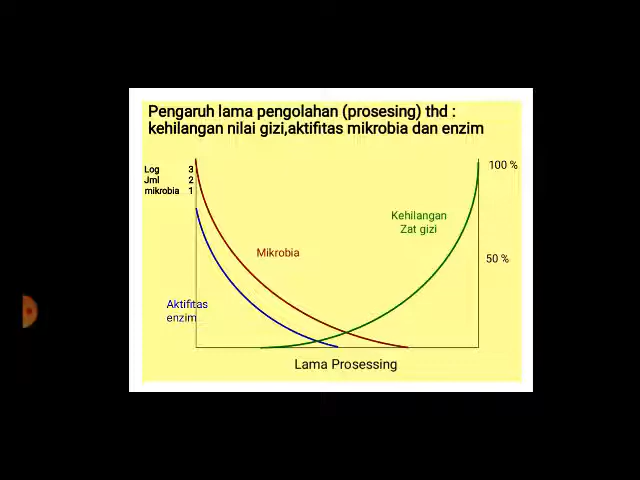 Pengaruh lama pengolahan (prosesing) thd :
kehilangan nilai gizi,aktifitas mikrobia dan enzim
Log 3
Jml 2
mikrobia 1
100 %
Kehilangan
Zat gizi
Mikrobia
50 %
Aktifitas
enzim
Lama Prosessing